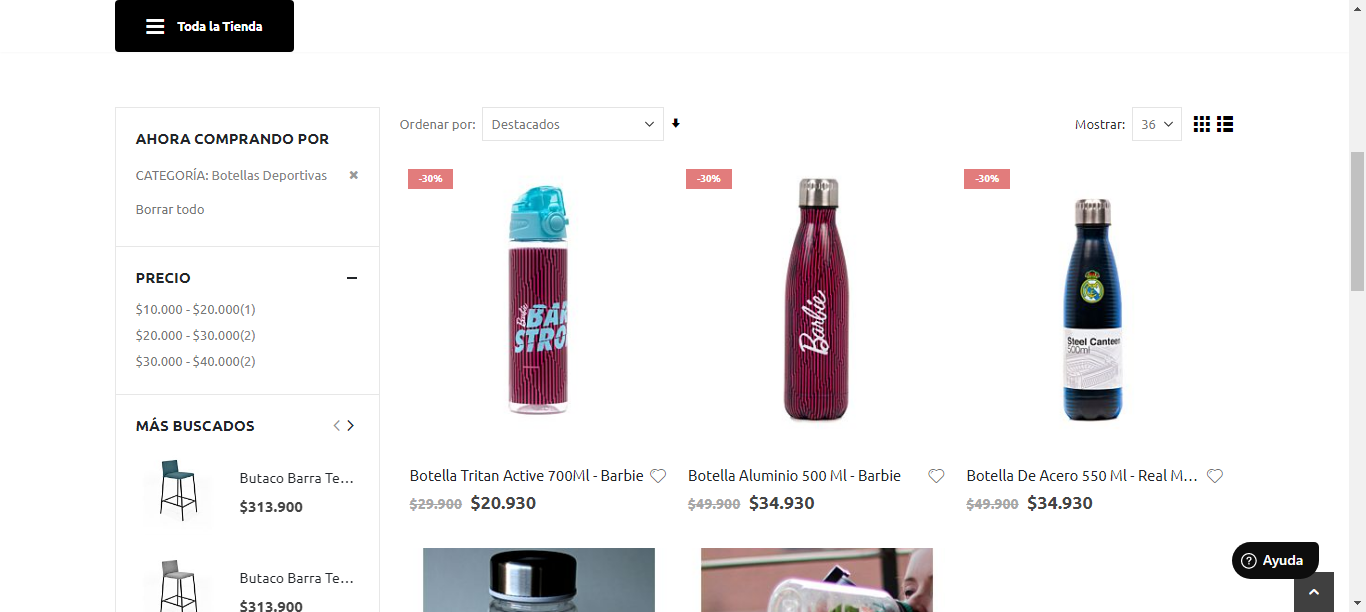 Toda la Tienda
AHORA COMPRANDO POR
CATEGORÍA: Botellas Deportivas
Borrar todo
PRECIO
$10.000 - $20.000(1)
$20.000 - $30.000(2)
$30.000 - $40.000(2)
MÁS BUSCADOS
Butaco Barra Te...
$313.900
Butaco Barra Te...
$313.900
Ordenar por: Destacados
Mostrar: 36
-30%
Barbie
BAR
STRO
Botella Tritan Active 700Ml - Barbie
$29.900 $20.930
-30%
Barbie
Botella Aluminio 500 Ml - Barbie
$49.900 $34.930
-30%
Steel Canteen
500ml
Botella De Acero 550 Ml - Real M...
$49.900 $34.930
Ayuda